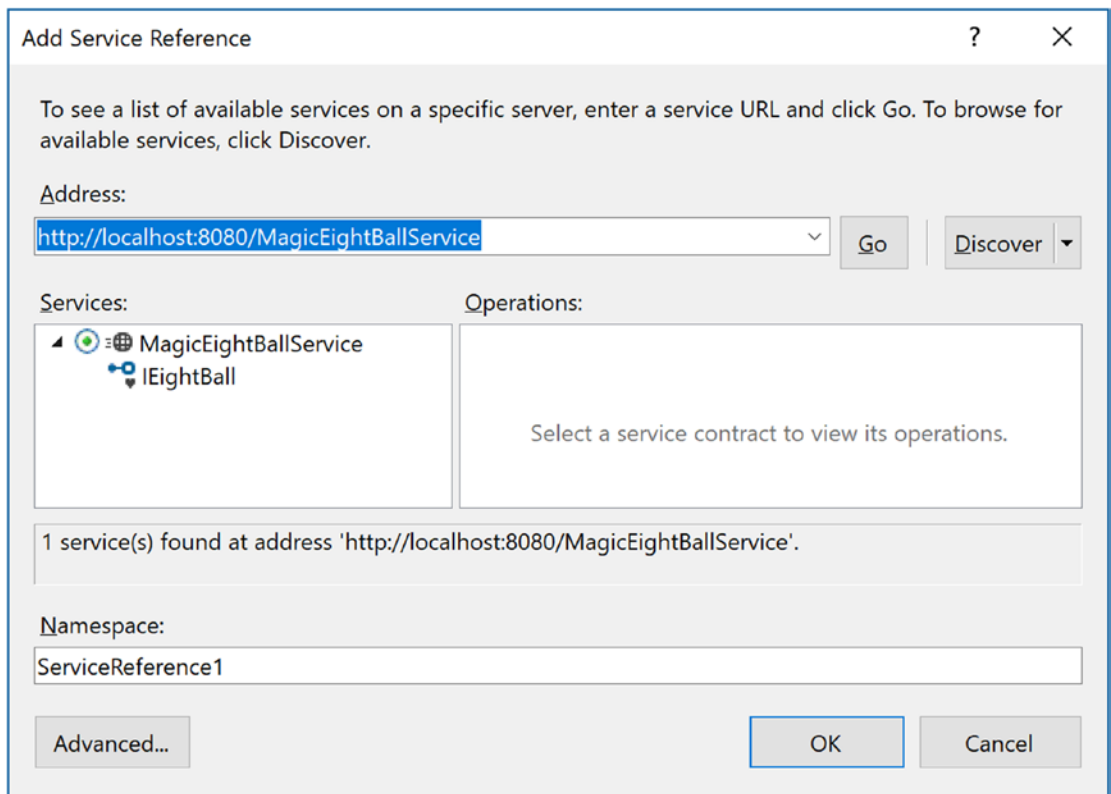 Add Service Reference
?
To see a list of available services on a specific server, enter a service URL and click Go. To browse for
available services, click Discover.
Address:
http://localhost:8080/MagicEightBallService
Go
Discover
Services:
Operations:
MagicEightBallService
IEightBall
Select a service contract to view its operations.
1 service(s) found at address 'http://localhost:8080/MagicEightBallService'.
Namespace:
ServiceReference1
Advanced...
OK
Cancel